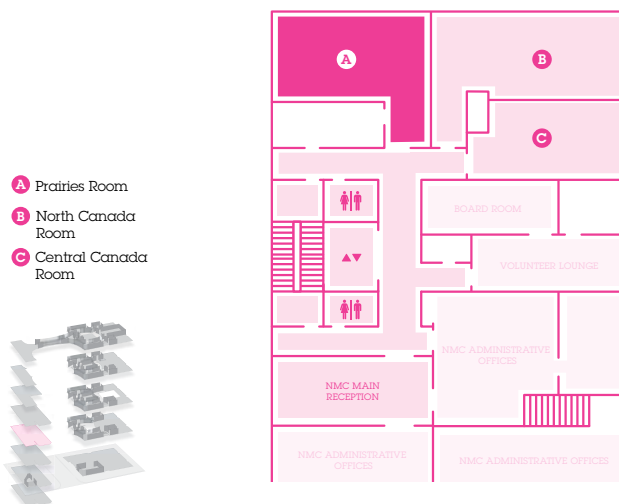 A Prairies Room
B North Canada
Room
C Central Canada
Room
A
B
C
BOARD ROOM
VOLUNTEER LOUNGE
NMC ADMINISTRATIVE
OFFICES
NMC MAIN
RECEPTION
NMC ADMINISTRATIVE
OFFICES
NMC ADMINISTRATIVE OFFICES